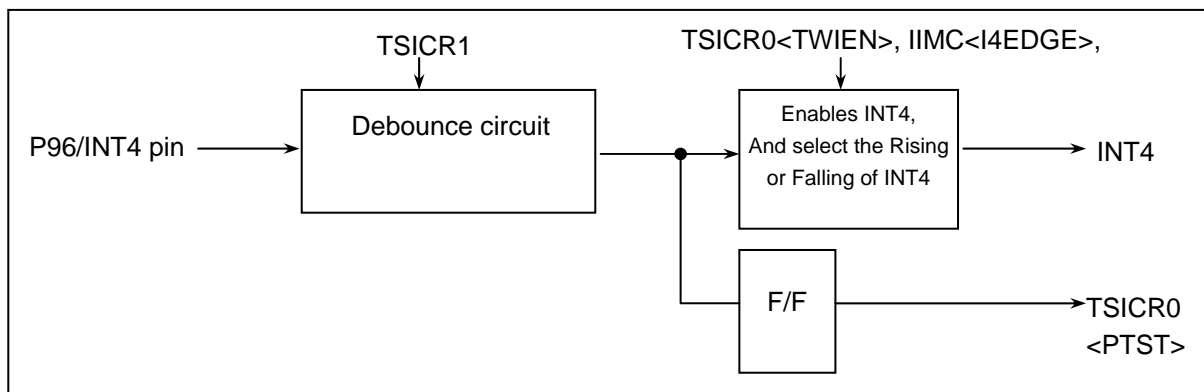 TSICR1
TSICR0<TWIEN>, IIMC<I4EDGE>,
P96/INT4 pin
Debounce circuit
Enables INT4,
And select the Rising
or Falling of INT4
INT4
F/F
TSICR0
<PTST>